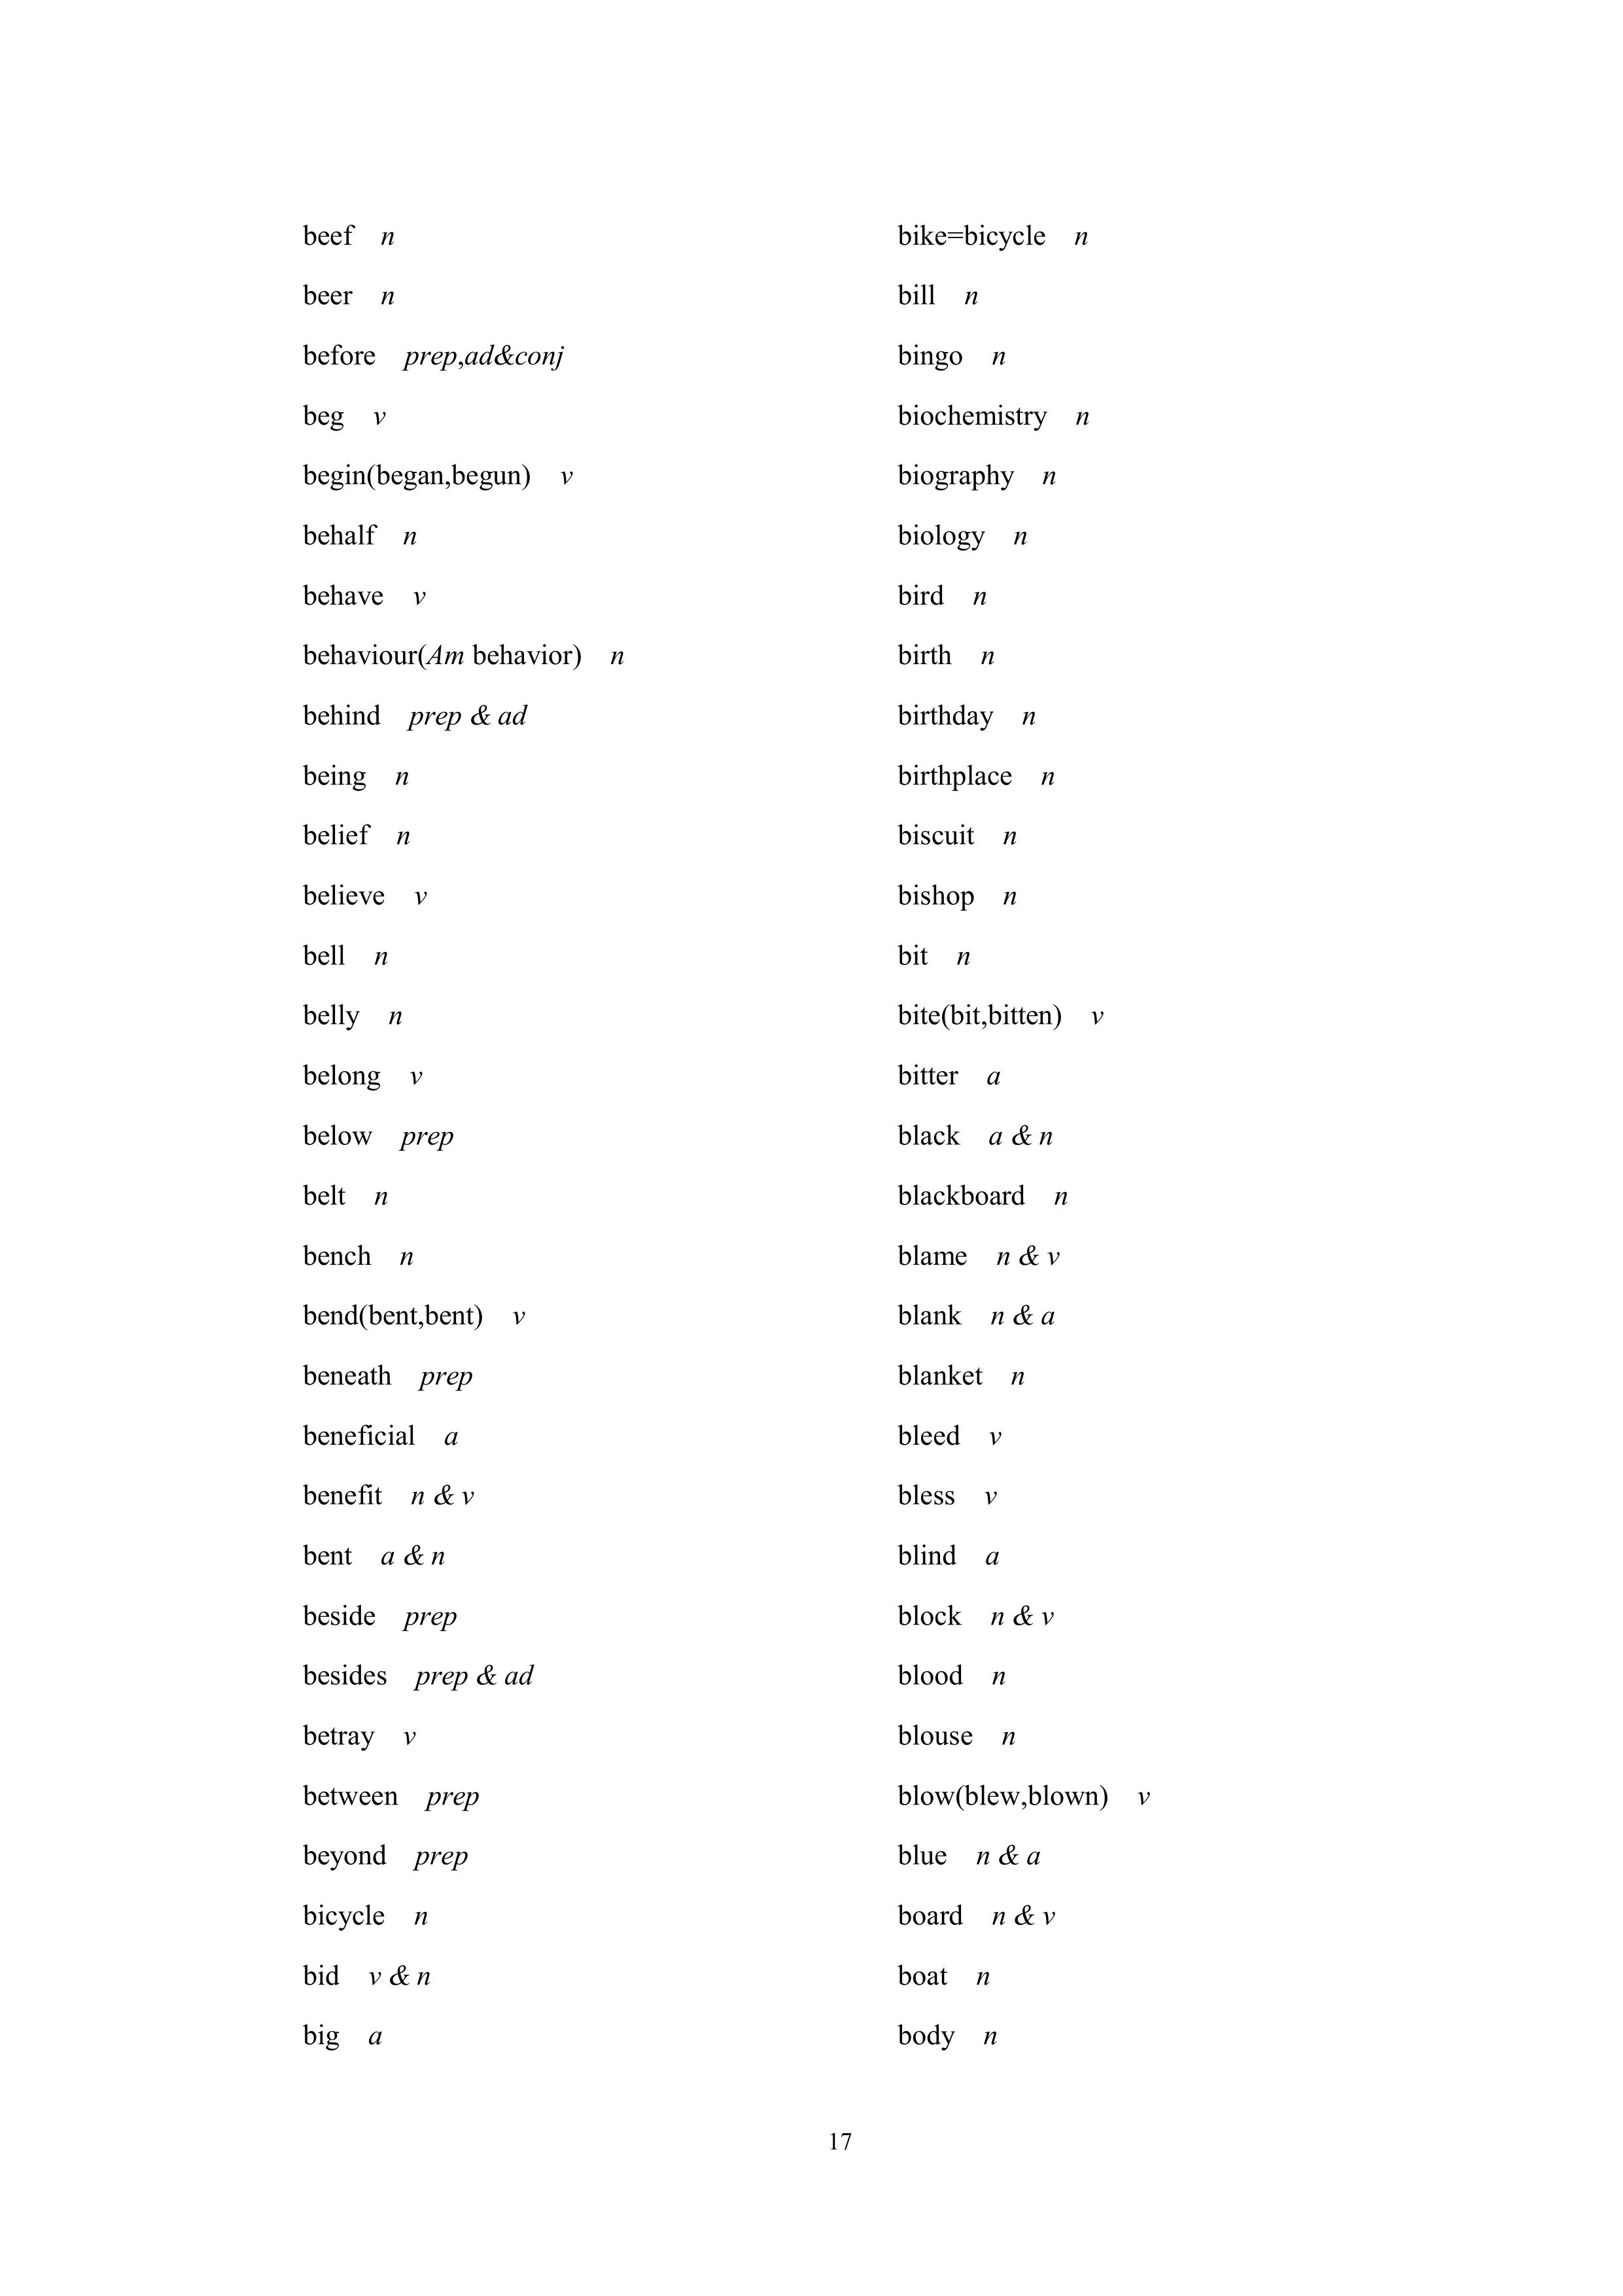 beef n
beer n
before prep,ad&conj
beg v
begin(began,begun) v
behalf n
behave v
behaviour(Am behavior) n
behind prep & ad
being n
belief n
believe v
bell n
belly n
belong v
below prep
belt n
bench n
bend(bent,bent) v
beneath prep
beneficial a
benefit n & v
bent a & n
beside prep
besides prep & ad
betray v
between prep
beyond prep
bicycle n
bid v & n
big a
bike=bicycle n
bill n
bingo n
biochemistry n
biography n
biology n
bird n
birth n
birthday n
birthplace n
biscuit n
bishop n
bit n
bite(bit,bitten) v
bitter a
black a & n
blackboard n
blame n & v
blank n & a
blanket n
bleed v
bless v
blind a
block n & v
blood n
blouse n
blow(blew,blown) v
blue n & a
board n & v
boat n
body n
17